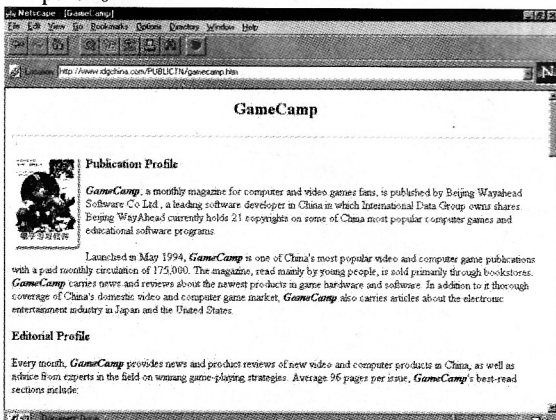 Netscape - [GameCamp]
File Edit View Go Bookmarks Options Directory Window Help
Location: http://www.idgchina.com/PUBLICTN/gamecamp.htm
GameCamp
Publication Profile
GameCamp, a monthly magazine for computer and video games fans, is published by Beijing Wayahead
Software Co Ltd., a leading software developer in China in which International Data Group owns shares.
Beijing WayAhead currently holds 21 copyrights on some of China most popular computer games and
educational software programs.
Launched in May 1994, GameCamp is one of China's most popular video and computer game publications
with a paid monthly circulation of 175,000. The magazine, read mainly by young people, is sold primarily through bookstores.
GameCamp carries news and reviews about the newest products in game hardware and software. In addition to it thorough
coverage of China's domestic video and computer game market, GameCamp also carries articles about the electronic
entertainment industry in Japan and the United States.
Editorial Profile
Every month, GameCamp provides news and product reviews of new video and computer products in China, as well as
advice from experts in the field on winning game-playing strategies. Average 96 pages per issue, GameCamp's best-read
sections include: